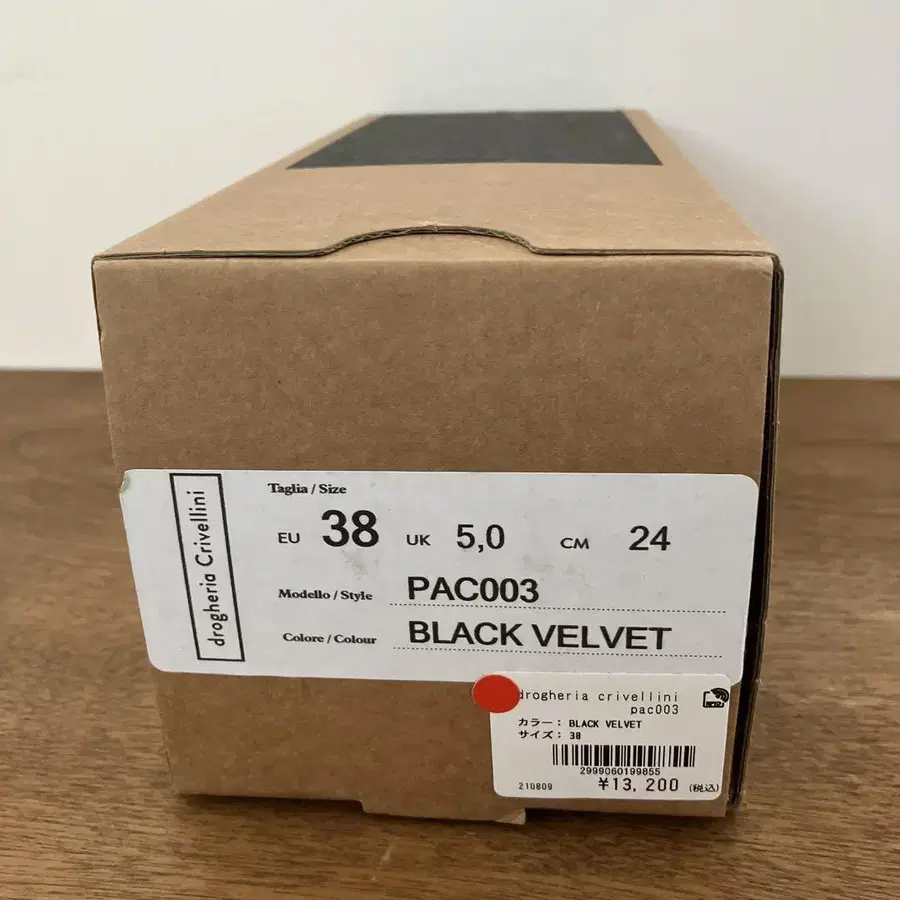 drogheria Crivellini
Taglia / Size
EU 38 UK 5,0 CM 24
Modello / Style PAC003
Colore / Colour BLACK VELVET
drogheria crivellini
pac003
カラー： BLACK VELVET
サイズ： 38
2999060199855
210809 ¥13,200 (税込)